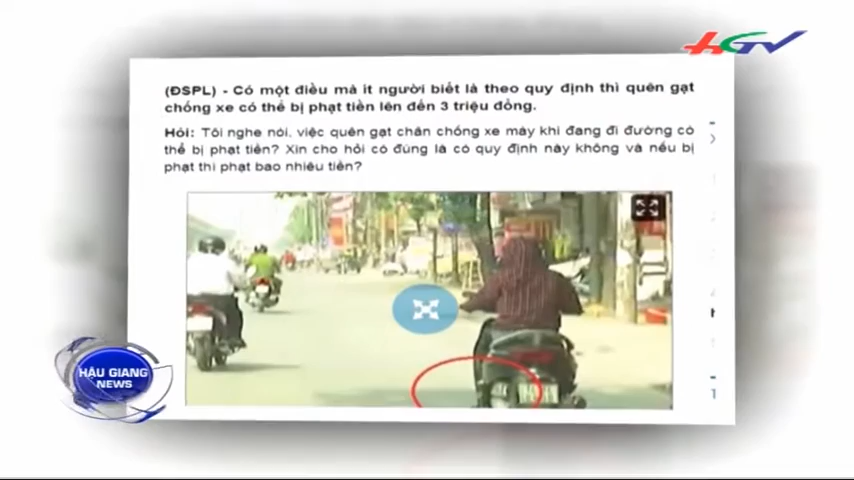 HGTV
(ĐSPL) - Có một điều mà ít người biết là theo quy định thì quên gạt
chống xe có thể bị phạt tiền lên đến 3 triệu đồng.
Hỏi: Tôi nghe nói, việc quên gạt chân chống xe máy khi đang đi đường có
thể bị phạt tiền? Xin cho hỏi có đúng là có quy định này không và nếu bị
phạt thì phạt bao nhiêu tiền?
HẬU GIANG
NEWS